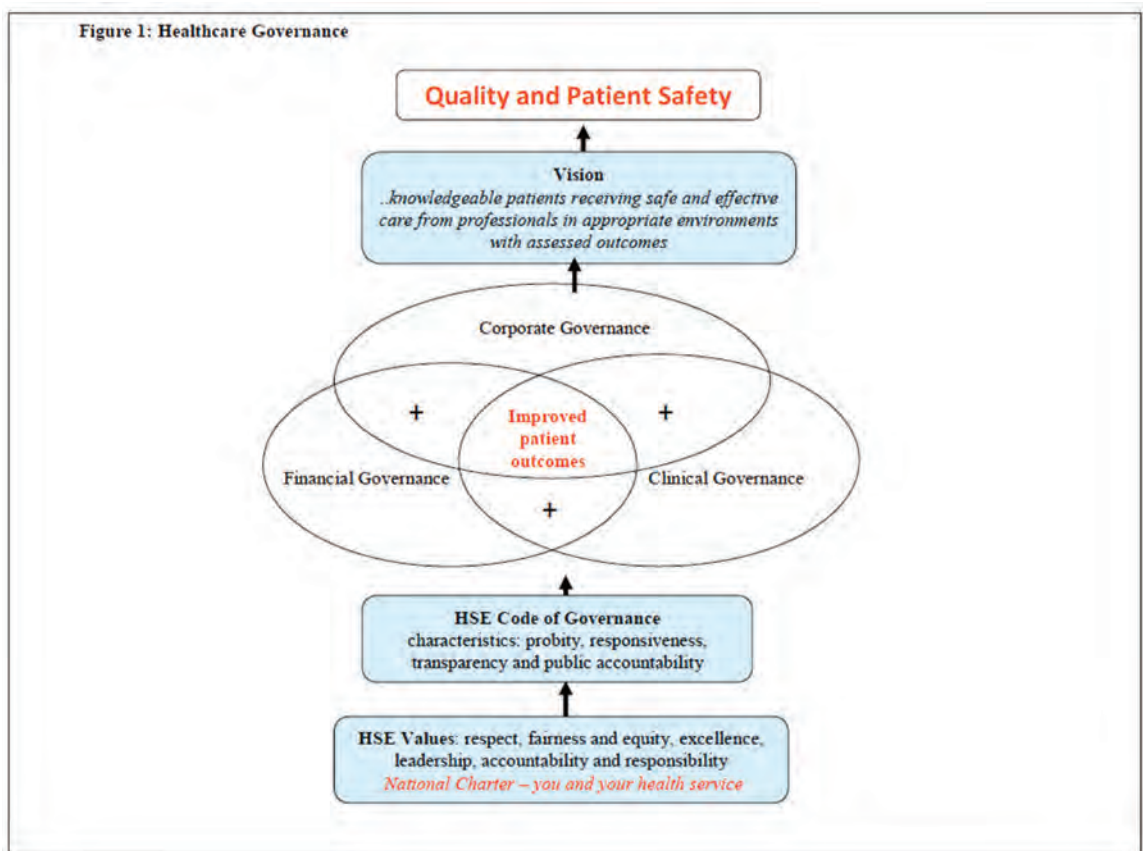 Figure 1: Healthcare Governance
Quality and Patient Safety
Vision
..knowledgeable patients receiving safe and effective
care from professionals in appropriate environments
with assessed outcomes
Corporate Governance
+
+
Improved
patient
outcomes
Financial Governance
Clinical Governance
+
HSE Code of Governance
characteristics: probity, responsiveness,
transparency and public accountability
HSE Values: respect, fairness and equity, excellence,
leadership, accountability and responsibility
National Charter – you and your health service